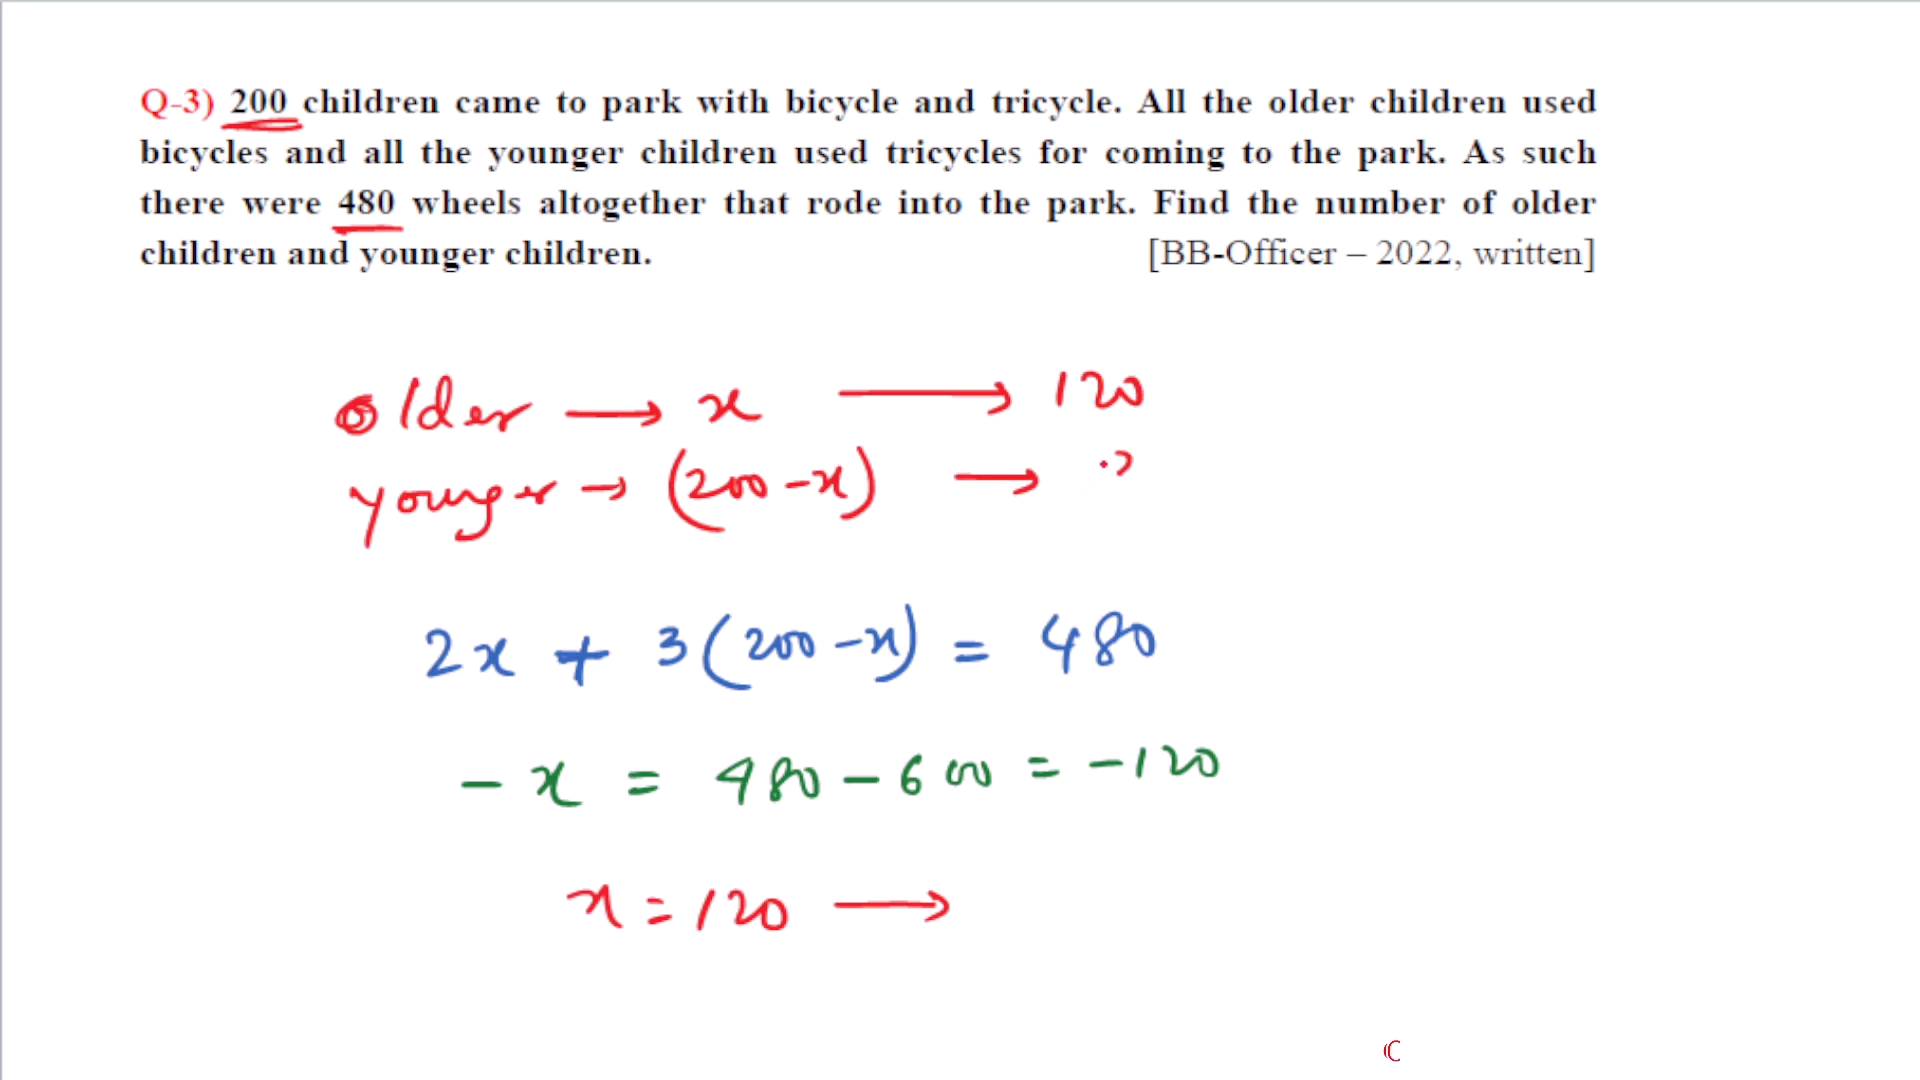 Q-3) 200 children came to park with bicycle and tricycle. All the older children used
bicycles and all the younger children used tricycles for coming to the park. As such
there were 480 wheels altogether that rode into the park. Find the number of older
children and younger children. [BB-Officer – 2022, written]
older → x → 120
younger → (200-x) →
2x + 3(200-x) = 480
-x = 480-600 = -120
x = 120 →